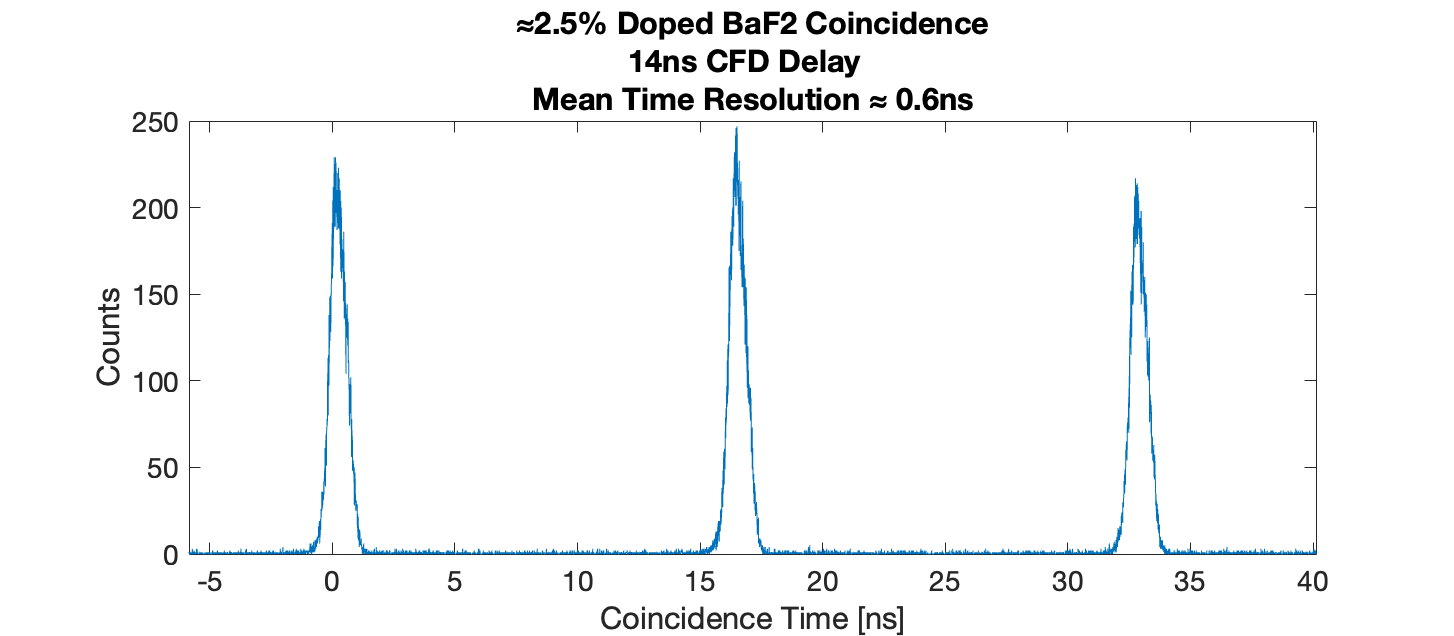 ≈2.5% Doped BaF2 Coincidence
14ns CFD Delay
Mean Time Resolution ≈ 0.6ns
250
200
150
100
50
0
Counts
-5 0 5 10 15 20 25 30 35 40
Coincidence Time [ns]